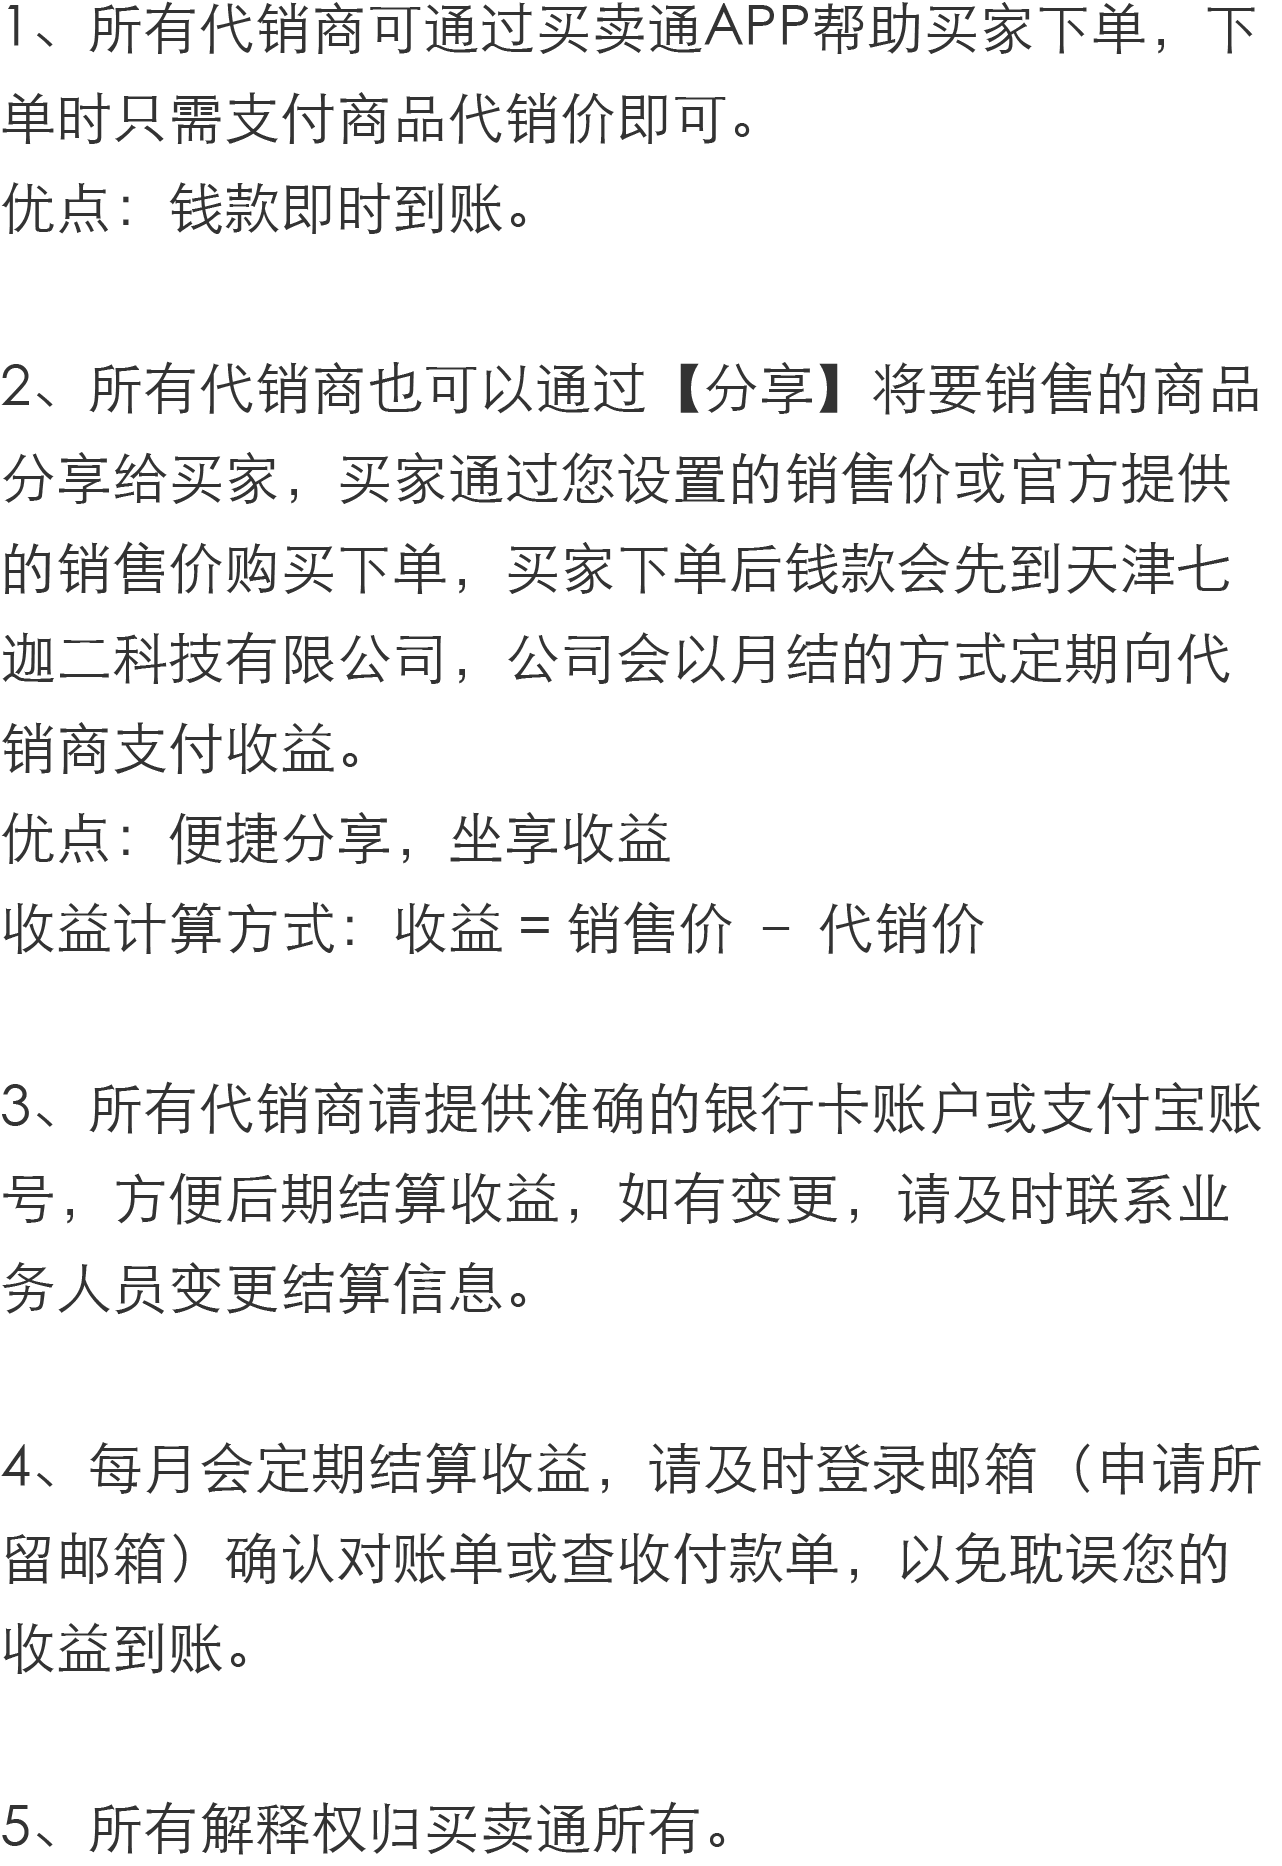 1、所有代销商可通过买卖通APP帮助买家下单，下
单时只需支付商品代销价即可。
优点：钱款即时到账。
2、所有代销商也可以通过【分享】将要销售的商品
分享给买家，买家通过您设置的销售价或官方提供
的销售价购买下单，买家下单后钱款会先到天津七
迦二科技有限公司，公司会以月结的方式定期向代
销商支付收益。
优点：便捷分享，坐享收益
收益计算方式：收益 = 销售价 - 代销价
3、所有代销商请提供准确的银行卡账户或支付宝账
号，方便后期结算收益，如有变更，请及时联系业
务人员变更结算信息。
4、每月会定期结算收益，请及时登录邮箱（申请所
留邮箱）确认对账单或查收付款单，以免耽误您的
收益到账。
5、所有解释权归买卖通所有。